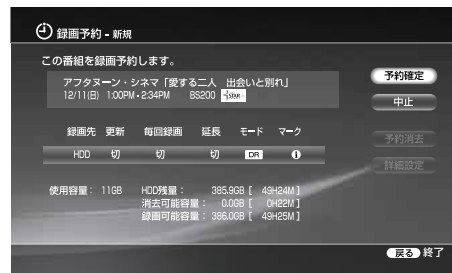 録画予約 - 新規
この番組を録画予約します。
アフタヌーン・シネマ「愛する二人 出会いと別れ」
12/11(日) 1:00PM・2:34PM BS200 STAR
予約確定
中止
予約消去
詳細設定
録画先 更新 毎回録画 延長 モード マーク
HDD 切 切 切 DR
使用容量： 11GB HDD残量： 385.9GB [ 49H24M ]
消去可能容量： 0.0GB [ 0H22M ]
録画可能容量： 386.0GB [ 49H25M ]
戻る 終了